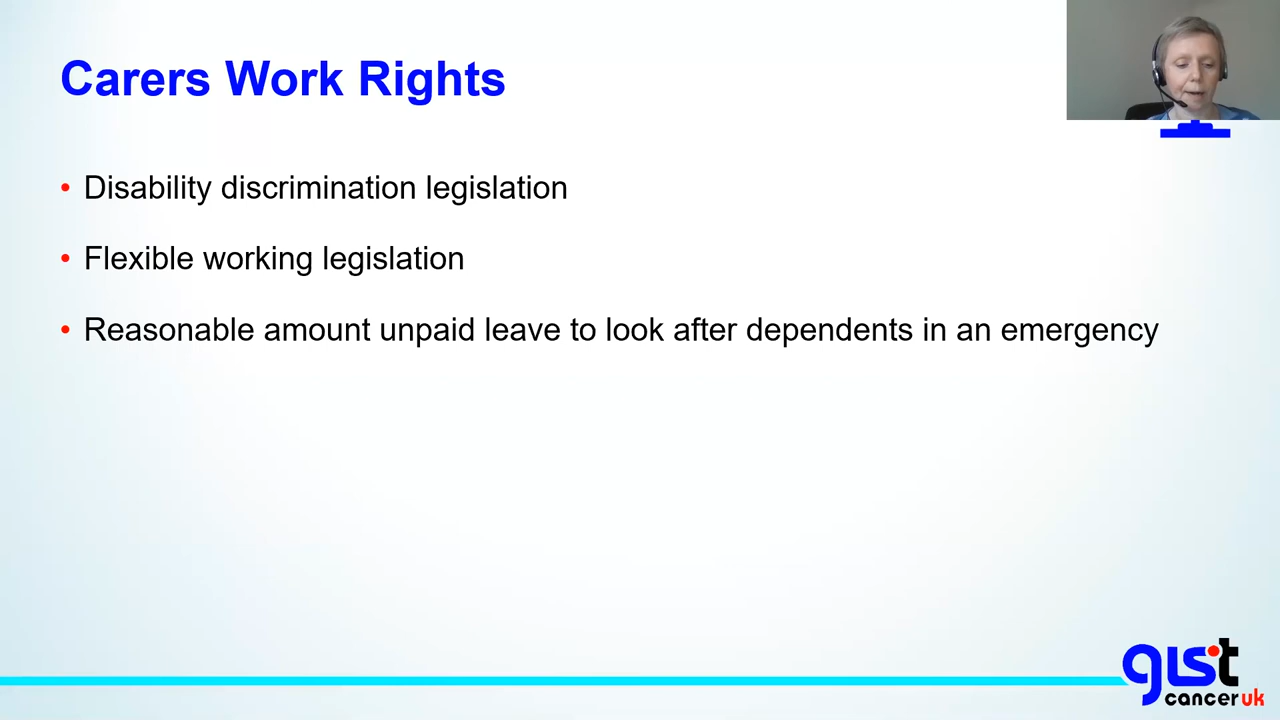 Carers Work Rights
• Disability discrimination legislation
• Flexible working legislation
• Reasonable amount unpaid leave to look after dependents in an emergency
gist
cancer uk